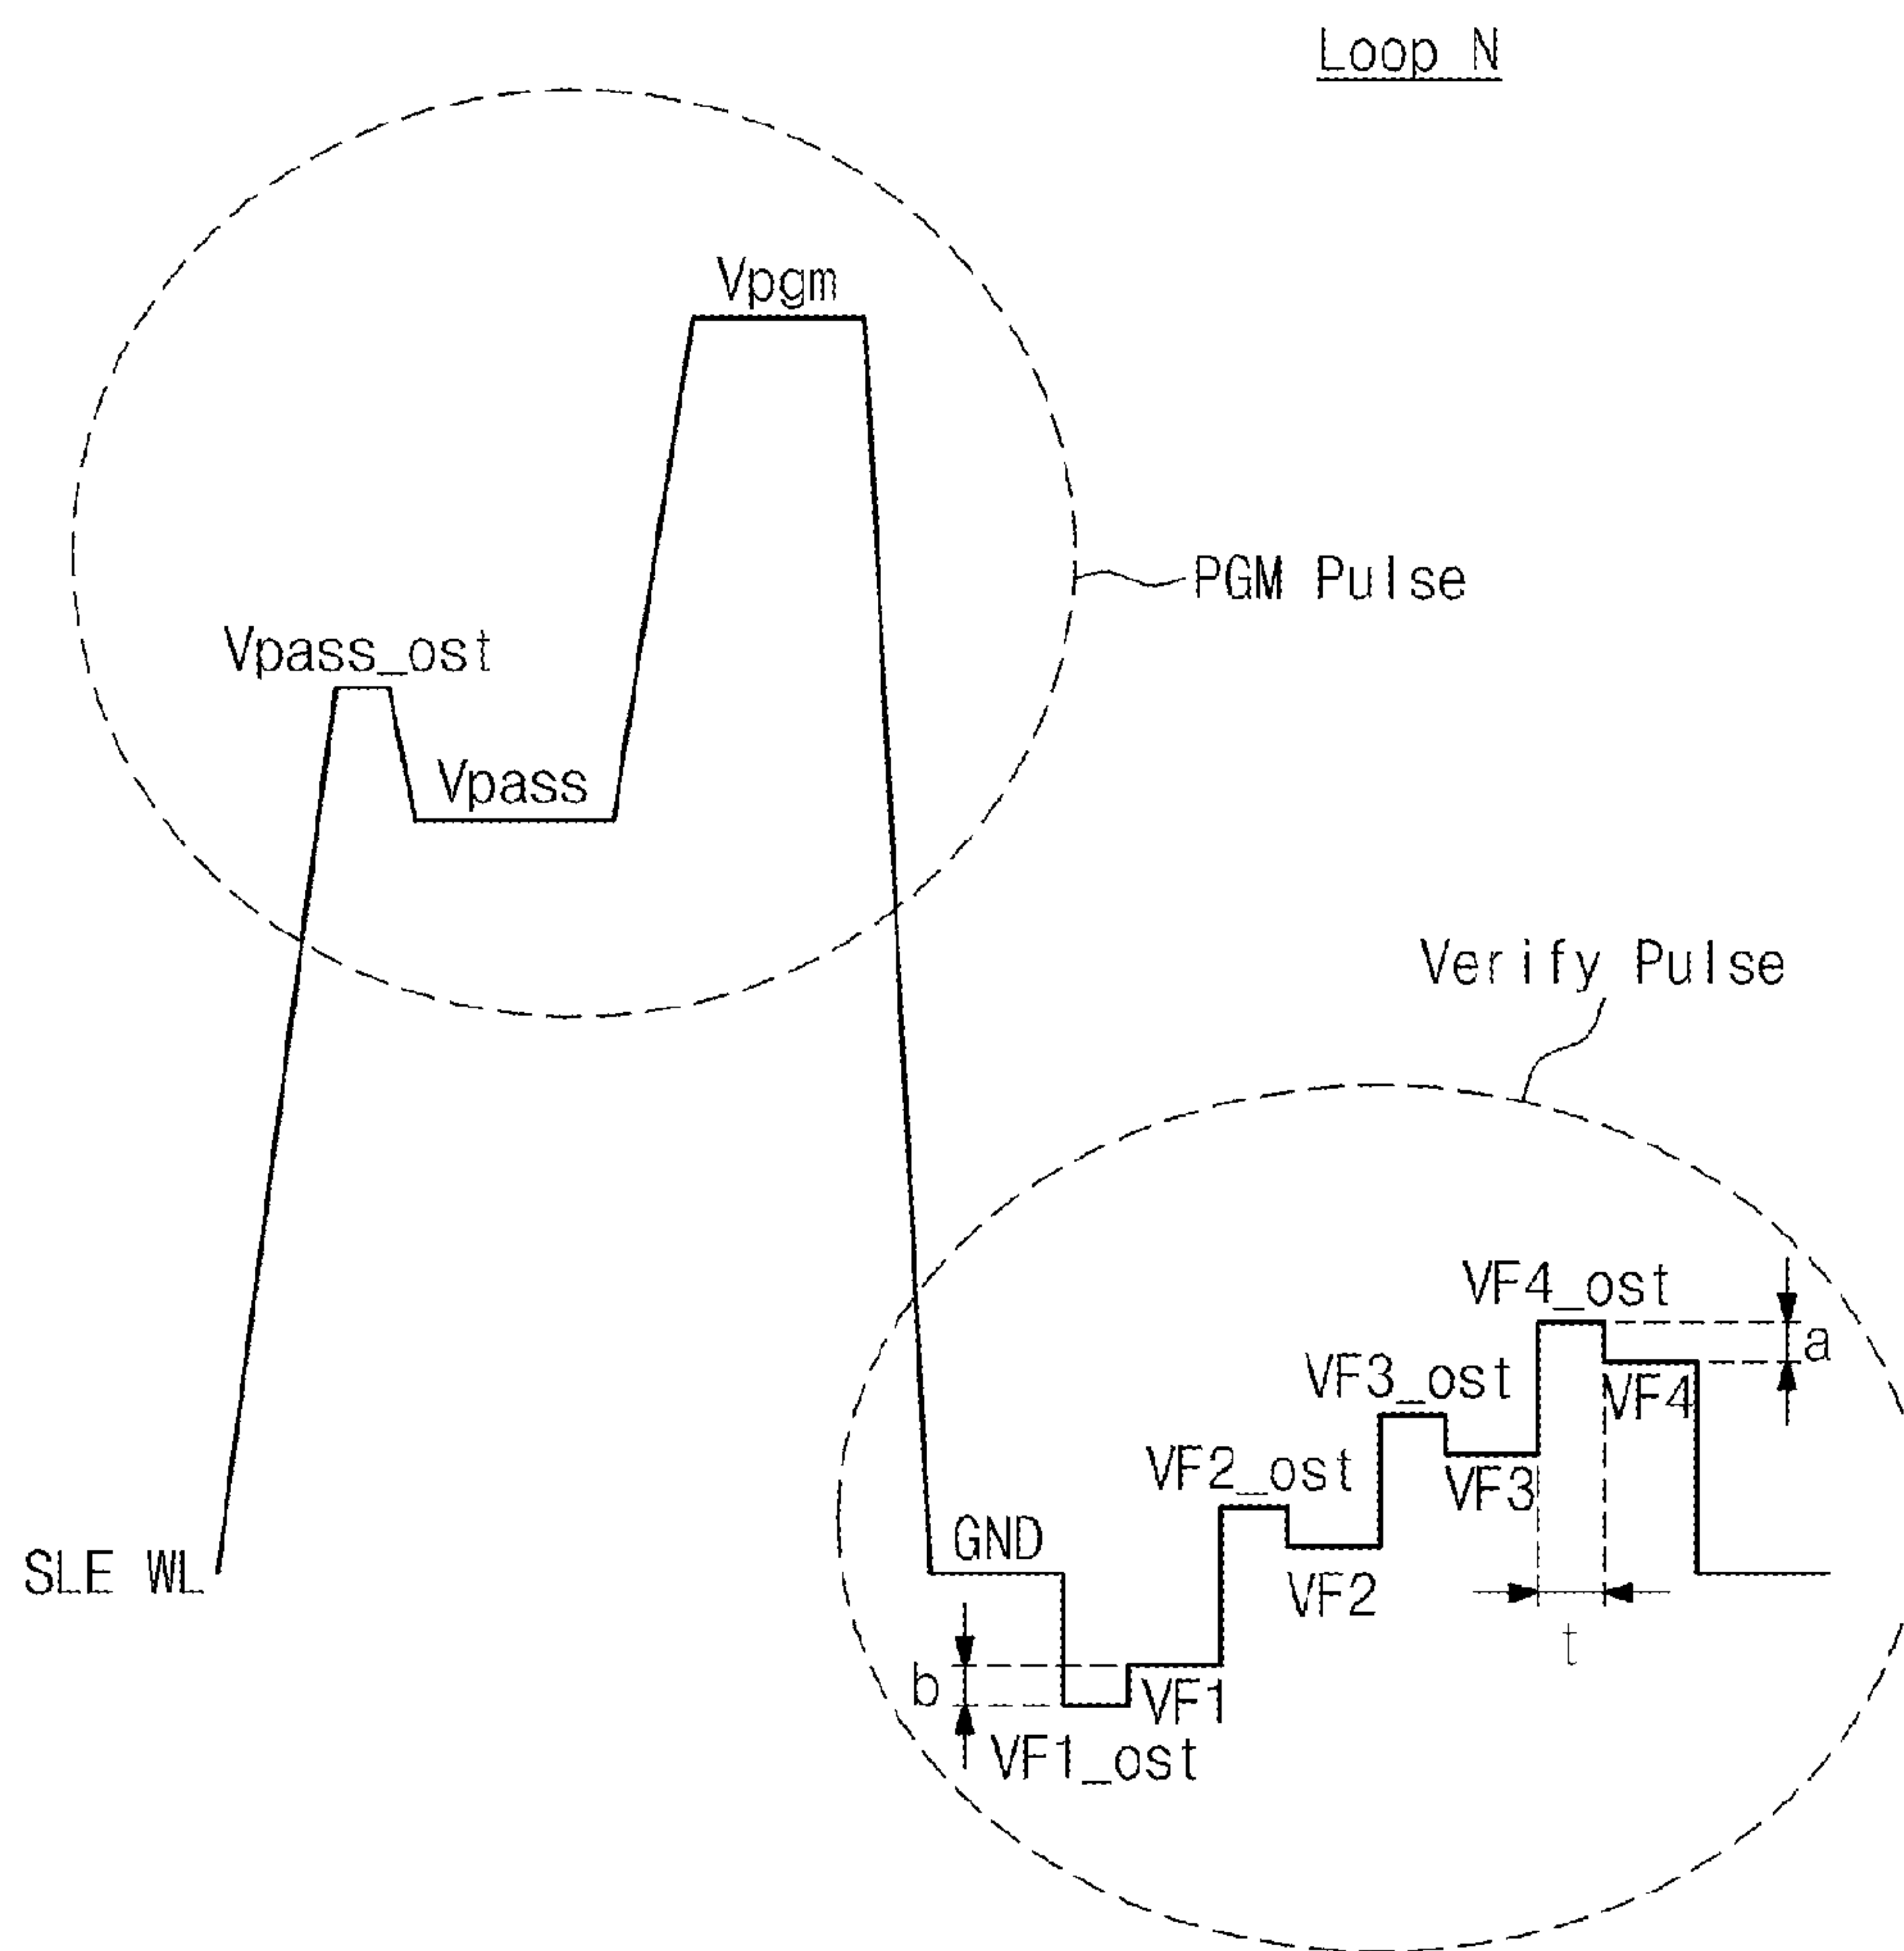 Loop N
Vpgm
PGM Pulse
Vpass_ost
Vpass
Verify Pulse
VF4_ost
a
VF3_ost
VF4
VF2_ost
VF3
GND
SLE WL
VF2
t
b
VF1
VF1_ost